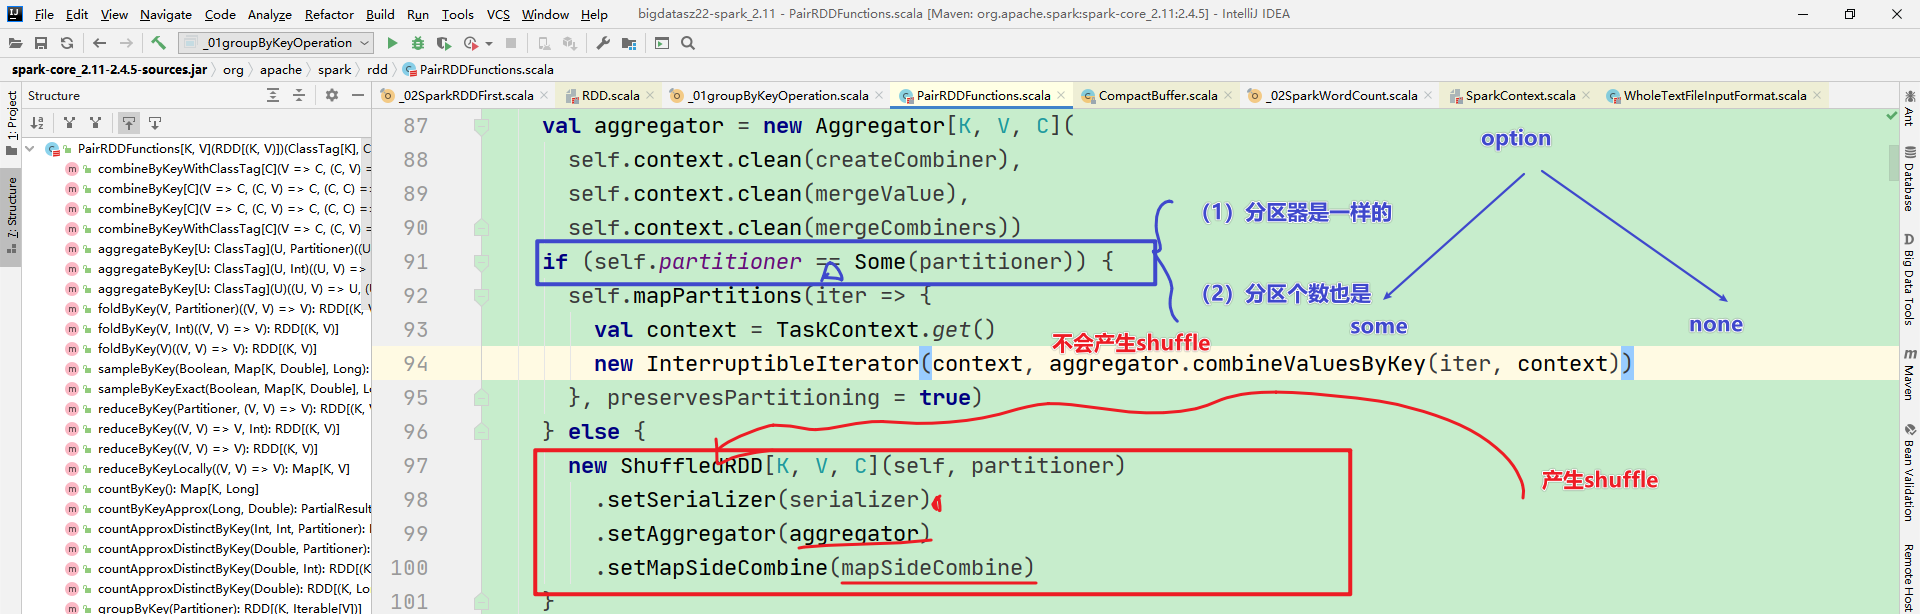 File Edit View Navigate Code Analyze Refactor Build Run Tools VCS Window Help bigdatasz22-spark_2.11 - PairRDDFunctions.scala [Maven: org.apache.spark:spark-core_2.11:2.4.5] - IntelliJ IDEA
_01groupByKeyOperation
spark-core_2.11-2.4.5-sources.jar org apache spark rdd PairRDDFunctions.scala
Structure
_02SparkRDDFirst.scala RDD.scala _01groupByKeyOperation.scala PairRDDFunctions.scala CompactBuffer.scala _02SparkWordCount.scala SparkContext.scala WholeTextFileInputFormat.scala
1: Project
7: Structure
PairRDDFunctions[K, V](RDD[(K, V)])(ClassTag[K], C
combineByKeyWithClassTag[C](V => C, (C, V) =>
combineByKey[C](V => C, (C, V) => C, (C, C) =>
combineByKey[C](V => C, (C, V) => C, (C, C) =>
combineByKeyWithClassTag[C](V => C, (C, V) =>
aggregateByKey[U: ClassTag](U, Partitioner)((U
aggregateByKey[U: ClassTag](U, Int)((U, V) =>
aggregateByKey[U: ClassTag](U)((U, V) => U, (U
foldByKey(V, Partitioner)((V, V) => V): RDD[(K
foldByKey(V, Int)((V, V) => V): RDD[(K, V)]
foldByKey(V)((V, V) => V): RDD[(K, V)]
sampleByKey(Boolean, Map[K, Double], Long):
sampleByKeyExact(Boolean, Map[K, Double], Lo
reduceByKey(Partitioner, (V, V) => V): RDD[(K, V
reduceByKey((V, V) => V, Int): RDD[(K, V)]
reduceByKey((V, V) => V): RDD[(K, V)]
reduceByKeyLocally((V, V) => V): Map[K, V]
countByKey(): Map[K, Long]
countByKeyApprox(Long, Double): PartialResult
countApproxDistinctByKey(Int, Int, Partitioner):
countApproxDistinctByKey(Double, Partitioner):
countApproxDistinctByKey(Double, Int): RDD[(K
countApproxDistinctByKey(Double): RDD[(K, Lo
groupByKey(Partitioner): RDD[(K, Iterable[V])]
87 val aggregator = new Aggregator[K, V, C](
88 self.context.clean(createCombiner),
89 self.context.clean(mergeValue),
90 self.context.clean(mergeCombiners))
91 if (self.partitioner == Some(partitioner)) {
92 self.mapPartitions(iter => {
93 val context = TaskContext.get()
94 new InterruptibleIterator(context, aggregator.combineValuesByKey(iter, context))
95 }, preservesPartitioning = true)
96 } else {
97 new ShuffledRDD[K, V, C](self, partitioner)
98 .setSerializer(serializer)
99 .setAggregator(aggregator)
100 .setMapSideCombine(mapSideCombine)
101 }
option
（1）分区器是一样的
（2）分区个数也是
some
none
不会产生shuffle
产生shuffle
Ant
Database
D Big Data Tools
m Maven
Bean Validation
Remote Host